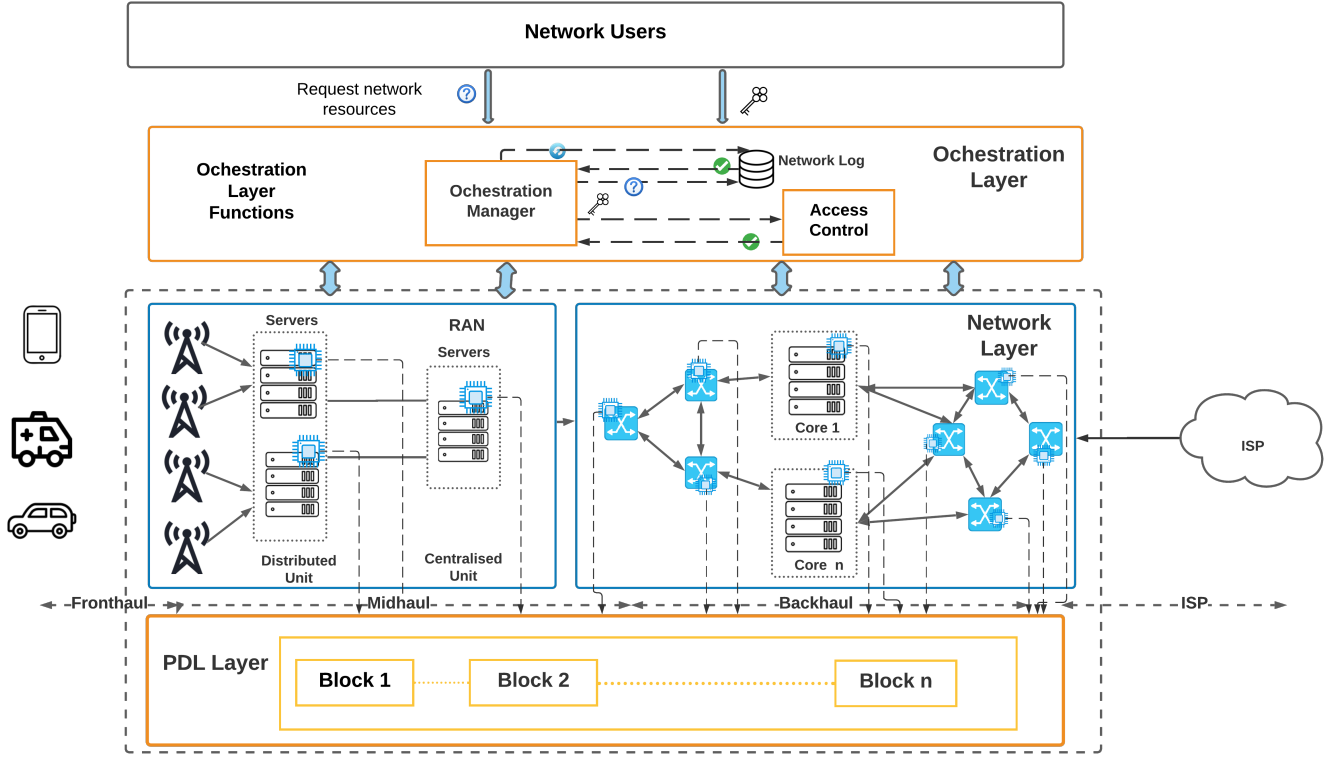 Network Users
Request network
resources
?
Ochestration
Layer
Functions
Ochestration
Manager
?
Network Log
Access
Control
Ochestration
Layer
Servers
RAN
Servers
Distributed
Unit
Centralised
Unit
Network
Layer
Core 1
Core n
ISP
Fronthaul
Midhaul
Backhaul
ISP
PDL Layer
Block 1
Block 2
Block n